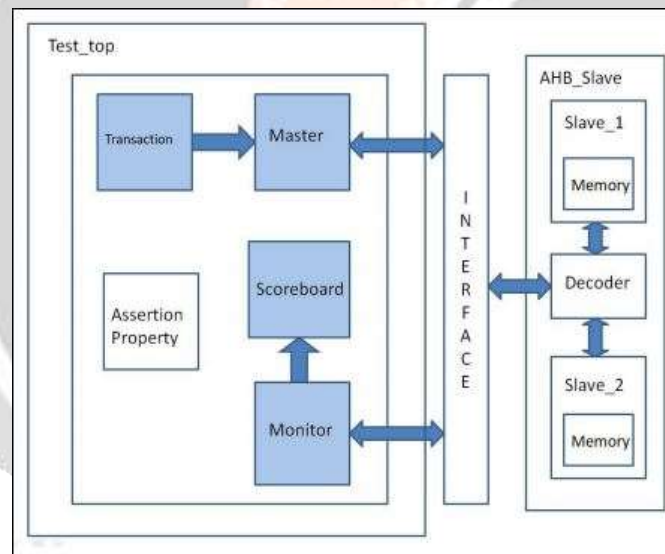 Test_top
Transaction
Master
Scoreboard
Assertion
Property
Monitor
I
N
T
E
R
F
A
C
E
AHB_Slave
Slave_1
Memory
Decoder
Slave_2
Memory